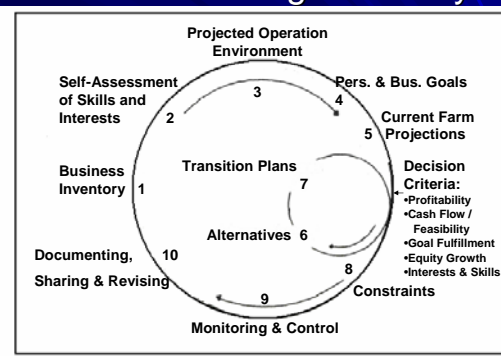 Projected Operation
Environment
Self-Assessment
of Skills and
Interests
3
Pers. & Bus. Goals
4
2
5
Current Farm
Projections
Transition Plans
7
Decision
Criteria:
•Profitability
•Cash Flow /
Feasibility
•Goal Fulfillment
•Equity Growth
•Interests & Skills
Business
Inventory
1
Alternatives
6
Documenting,
Sharing & Revising
10
8
Constraints
9
Monitoring & Control